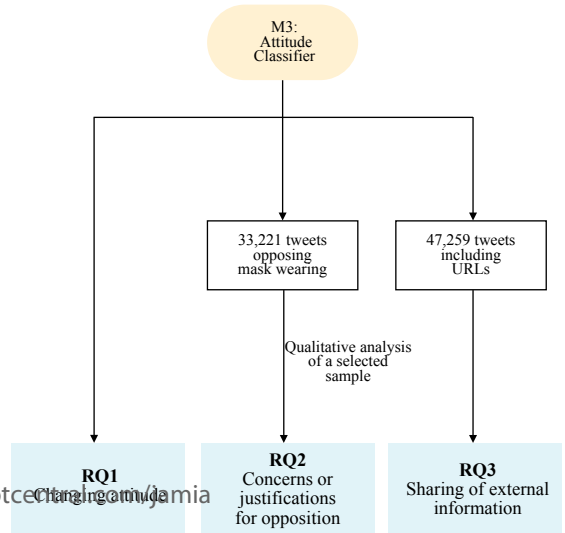 M3:
Attitude
Classifier
33,221 tweets
opposing
mask wearing
47,259 tweets
including
URLs
Qualitative analysis
of a selected
sample
RQ1
Changing attitude
RQ2
Concerns or
justifications
for opposition
RQ3
Sharing of external
information